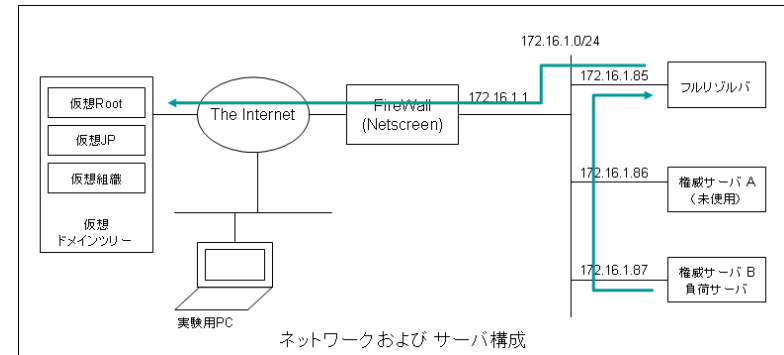 172.16.1.0/24
仮想Root
仮想JP
仮想組織
仮想
ドメインツリー
The Internet
FireWall
(Netscreen)
172.16.1.1
172.16.1.85
フルリゾルバ
172.16.1.86
権威サーバ A
(未使用)
172.16.1.87
権威サーバ B
負荷サーバ
実験用PC
ネットワークおよび サーバ構成